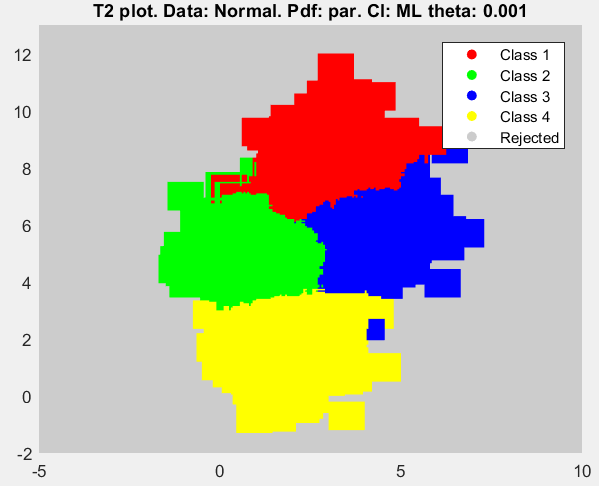 T2 plot. Data: Normal. Pdf: par. Cl: ML theta: 0.001
12
10
8
6
4
2
0
-2
-5
0
5
10
Class 1
Class 2
Class 3
Class 4
Rejected